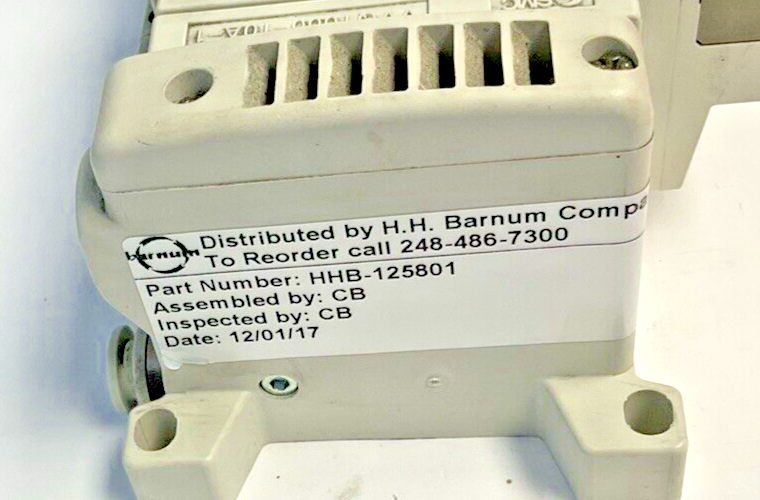 SMC
barnum
Distributed by H.H. Barnum Compa
To Reorder call 248-486-7300
Part Number: HHB-125801
Assembled by: CB
Inspected by: CB
Date: 12/01/17